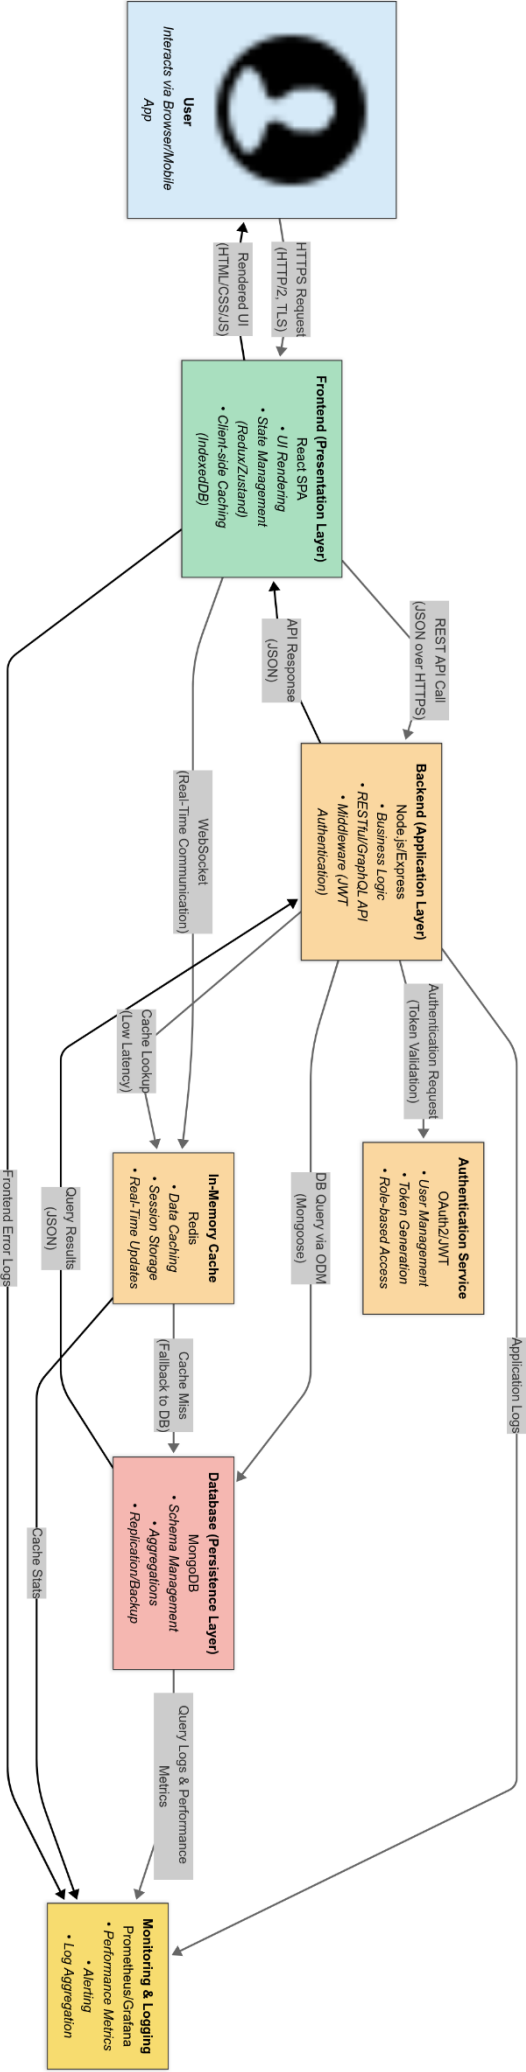 User
Interacts via Browser/Mobile
App
HTTPS Request
(HTTP/2, TLS)
Rendered UI
(HTML/CSS/JS)
Frontend (Presentation Layer)
React SPA
• UI Rendering
• State Management
(Redux/Zustand)
• Client-side Caching
(IndexedDB)
REST API Call
(JSON over HTTPS)
API Response
(JSON)
WebSocket
(Real-Time Communication)
Backend (Application Layer)
Node.js/Express
• Business Logic
• RESTful/GraphQL API
• Middleware (JWT
Authentication)
Authentication Request
(Token Validation)
Cache Lookup
(Low Latency)
Authentication Service
OAuth2/JWT
• User Management
• Token Generation
• Role-based Access
DB Query via ODM
(Mongoose)
In-Memory Cache
Redis
• Data Caching
• Session Storage
• Real-Time Updates
Query Results
(JSON)
Frontend Error Logs
Application Logs
Cache Miss
(Fallback to DB)
Database (Persistence Layer)
MongoDB
• Schema Management
• Aggregations
• Replication/Backup
Cache Stats
Query Logs & Performance
Metrics
Monitoring & Logging
Prometheus/Grafana
• Performance Metrics
• Alerting
• Log Aggregation